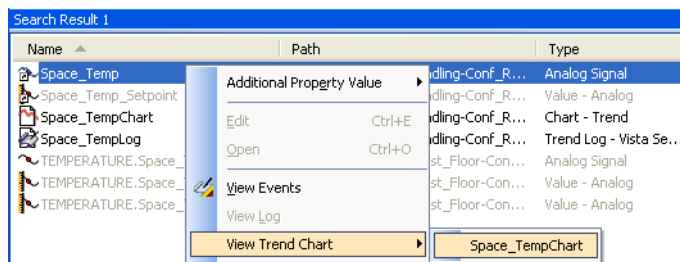 Search Result 1
Name Path Type
Space_Temp dling-Conf_R... Analog Signal
Additional Property Value
Space_Temp_Setpoint dling-Conf_R... Value - Analog
Space_TempChart dling-Conf_R... Chart - Trend
Edit Ctrl+E
Space_TempLog dling-Conf_R... Trend Log - Vista Se...
Open Ctrl+O
TEMPERATURE.Space_ st_Floor-Con... Analog Signal
TEMPERATURE.Space_ st_Floor-Con... Value - Analog
View Events
TEMPERATURE.Space_ st_Floor-Con... Value - Analog
View Log
View Trend Chart Space_TempChart